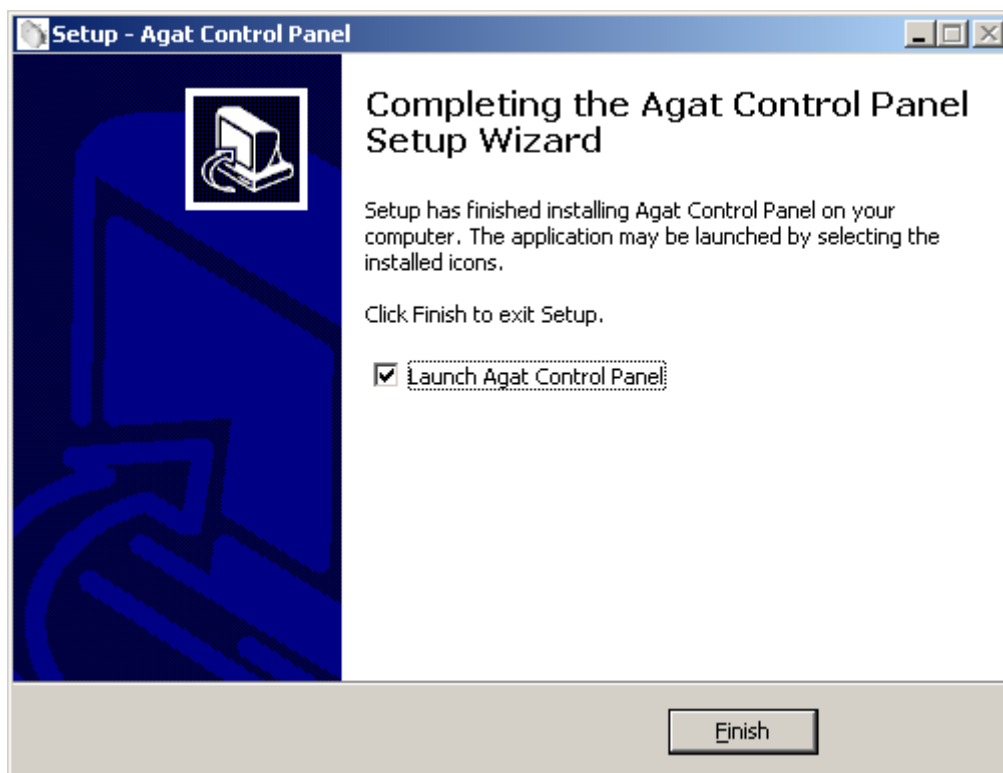 Setup - Agat Control Panel
Completing the Agat Control Panel
Setup Wizard
Setup has finished installing Agat Control Panel on your
computer. The application may be launched by selecting the
installed icons.
Click Finish to exit Setup.
Launch Agat Control Panel
Finish